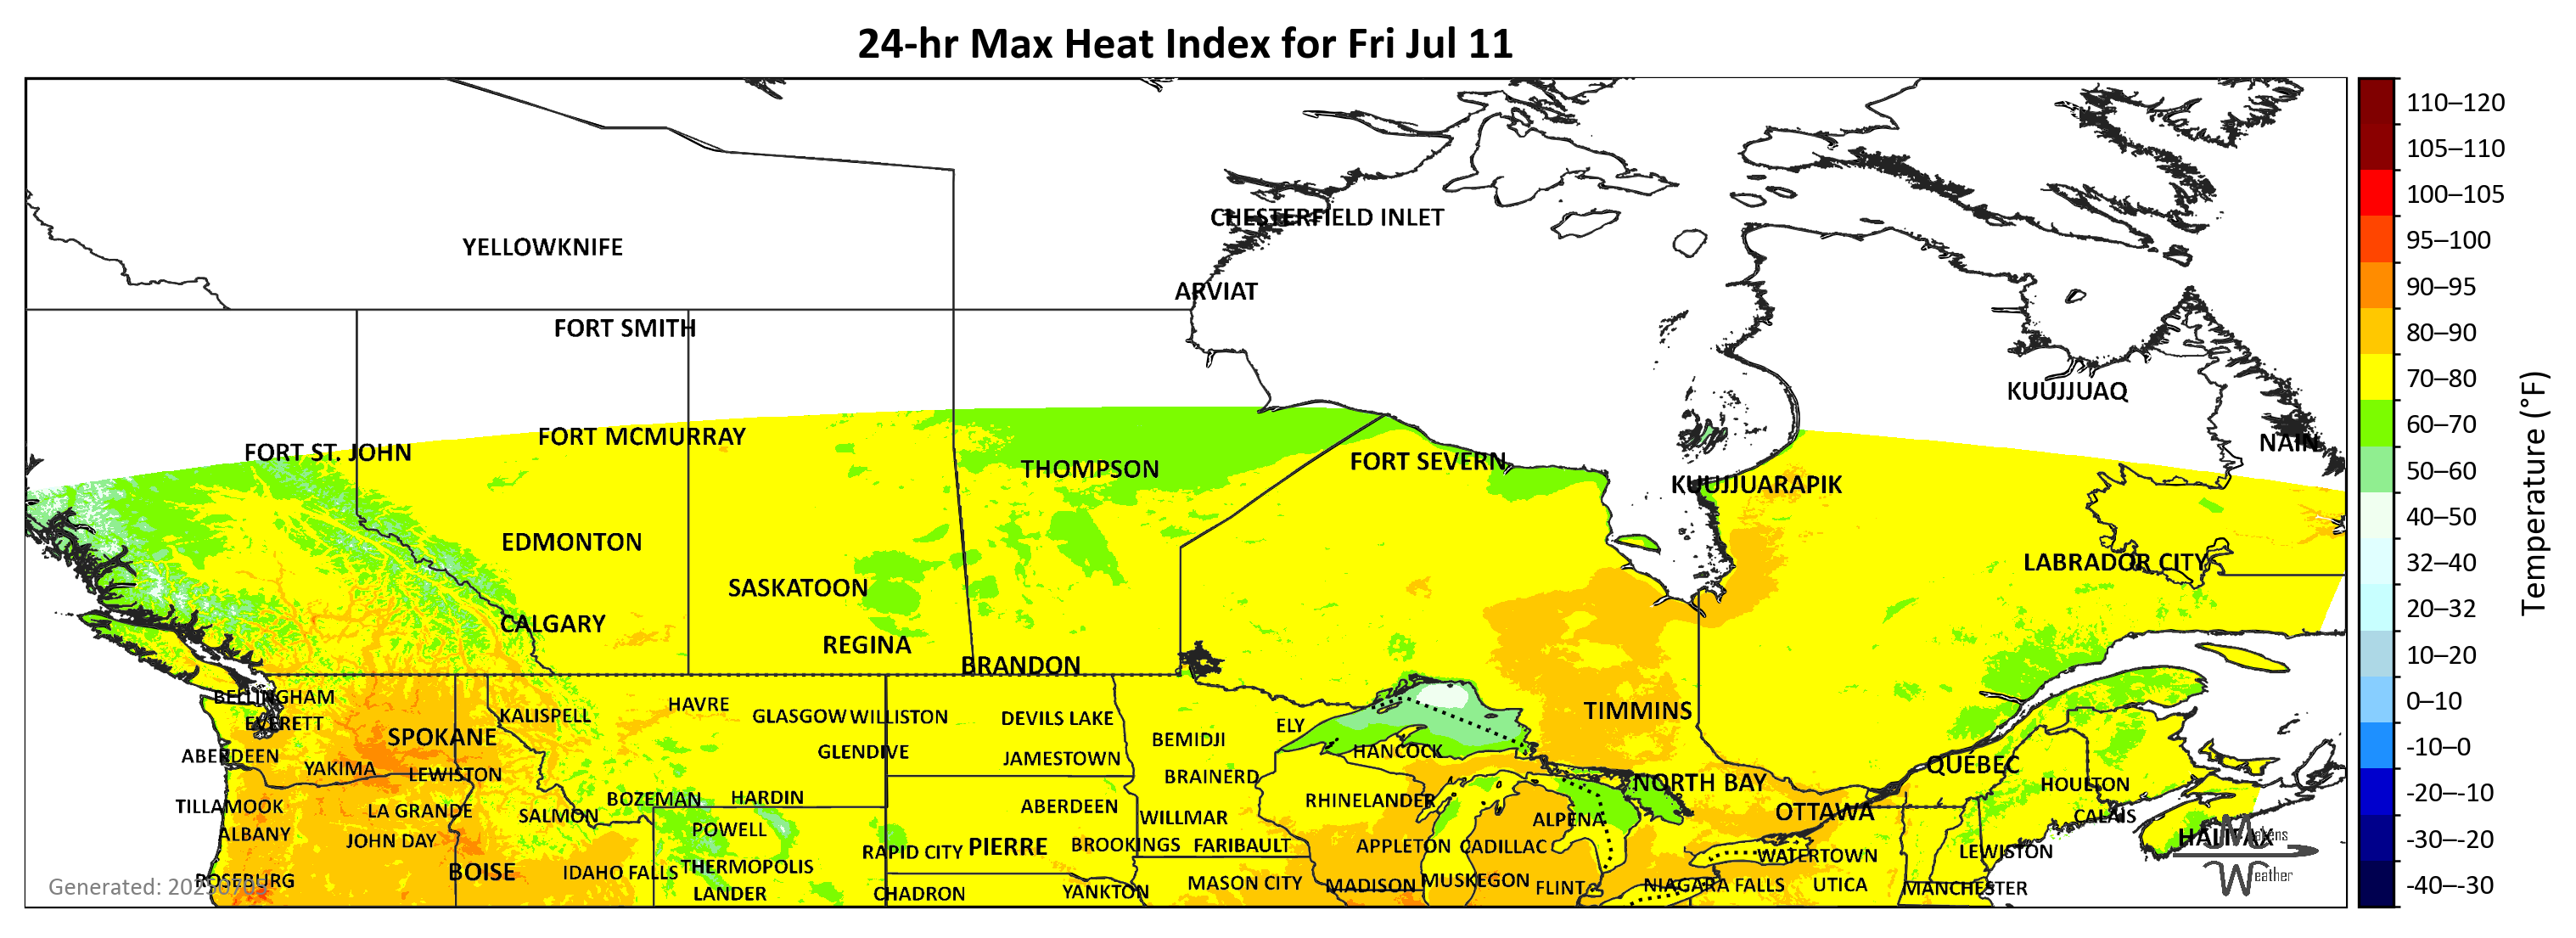 24-hr Max Heat Index for Fri Jul 11
CHESTERFIELD INLET
YELLOWKNIFE
ARVIAT
FORT SMITH
KUUJJUAQ
FORT MCMURRAY
NAIN
FORT ST. JOHN
FORT SEVERN
THOMPSON
KUUJJUARAPIK
EDMONTON
LABRADOR CITY
SASKATOON
CALGARY
REGINA
BRANDON
BELLINGHAM
HAVRE
KALISPELL
GLASGOW WILLISTON
DEVILS LAKE
TIMMINS
EVERETT
ELY
SPOKANE
BEMIDJI
GLENDIVE
HANCOCK
ABERDEEN
JAMESTOWN
QUÉBEC
YAKIMA
LEWISTON
BRAINERD
NORTH BAY
HOULTON
BOZEMAN
HARDIN
RHINELANDER
TILLAMOOK
ABERDEEN
LA GRANDE
SALMON
WILLMAR
OTTAWA
CALAIS
ALPENA
POWELL
ALBANY
HALIFAX
JOHN DAY
BROOKINGS
FARIBAULT
APPLETON
CADILLAC
PIERRE
RAPID CITY
WATERTOWN
LEWISTON
THERMOPOLIS
BOISE
IDAHO FALLS
ROSEBURG
MUSKEGON
MASON CITY
MADISON
FLINT
NIAGARA FALLS
UTICA
MANCHESTER
LANDER
CHADRON
YANKTON
Generated: 202507
Weather
110–120
105–110
100–105
95–100
90–95
80–90
70–80
60–70
50–60
40–50
32–40
20–32
10–20
0–10
-10–0
-20–-10
-30–-20
-40–-30
Temperature (°F)